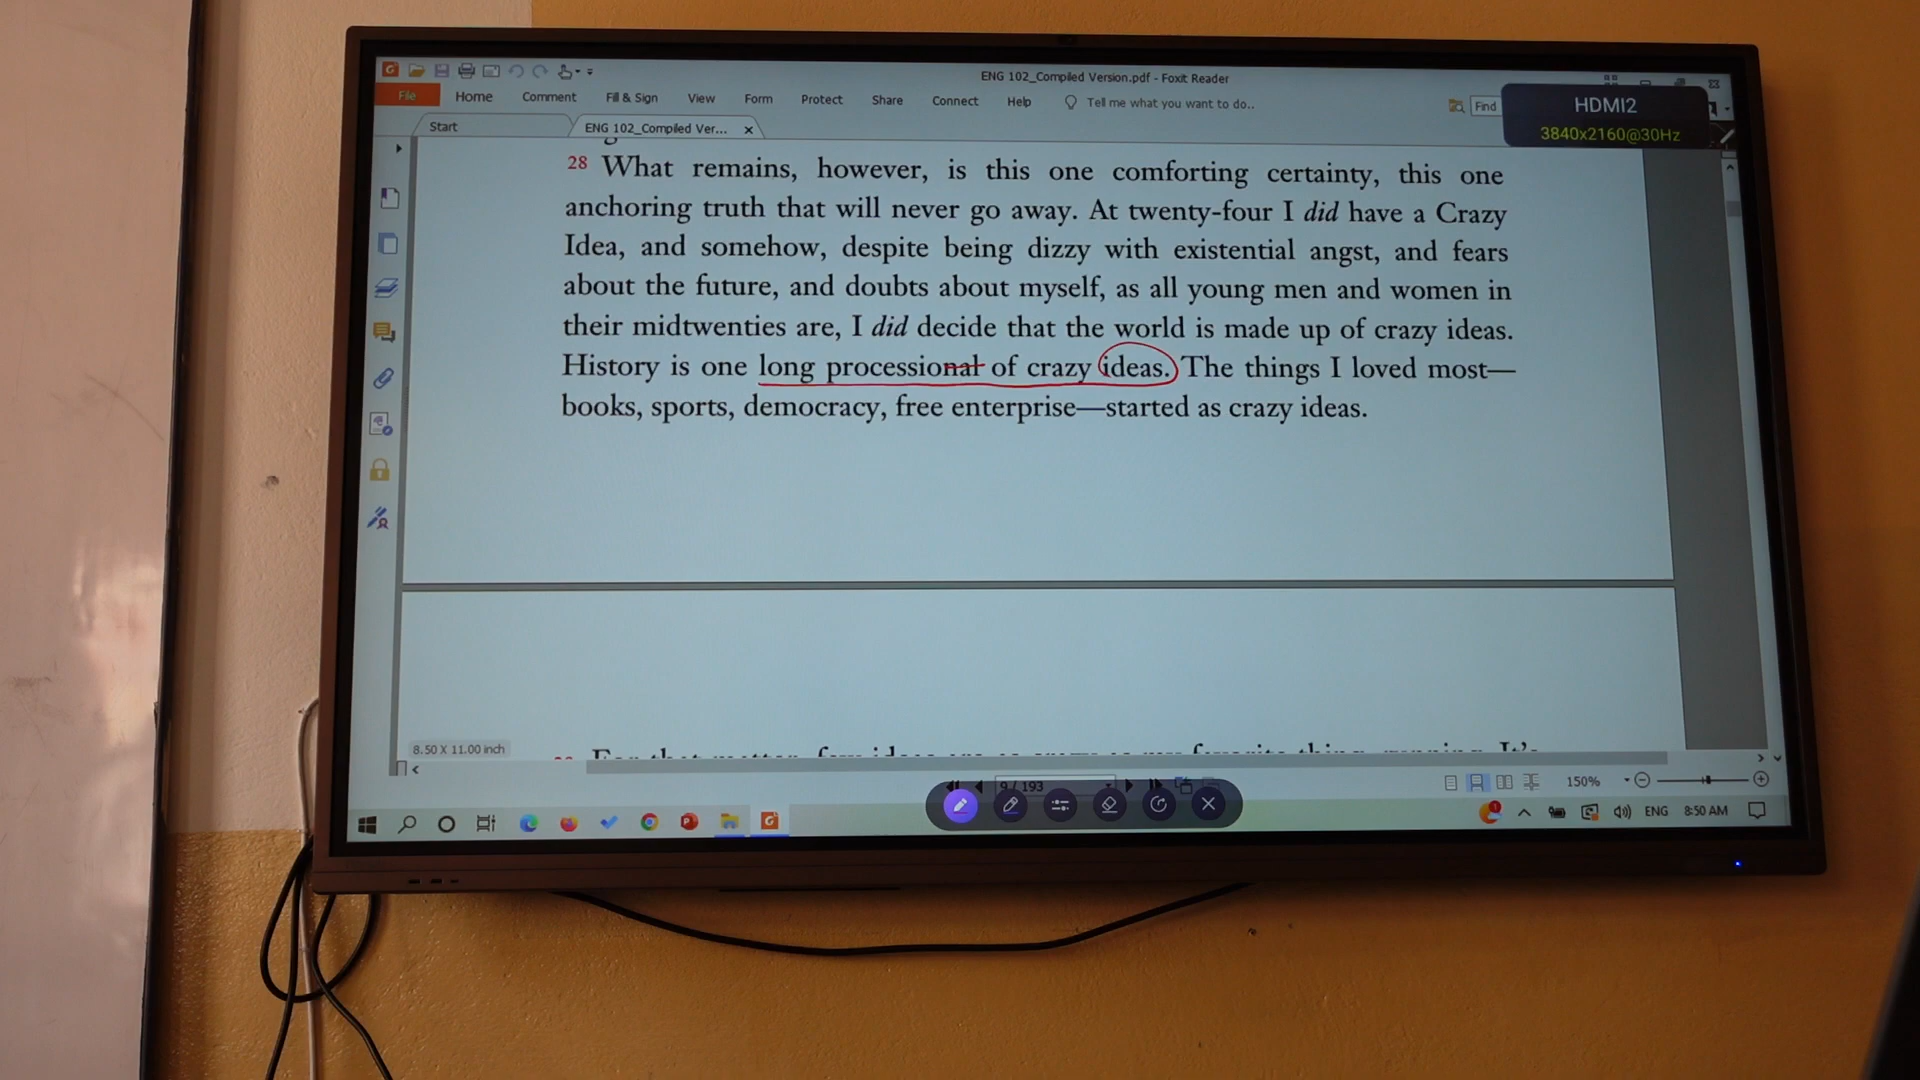 ENG 102_Compiled Version.pdf - Foxit Reader
File Home Comment Fill & Sign View Form Protect Share Connect Help Tell me what you want to do.. Find
HDMI2
3840x2160@30Hz
Start ENG 102_Compiled Ver...
28 What remains, however, is this one comforting certainty, this one
anchoring truth that will never go away. At twenty-four I did have a Crazy
Idea, and somehow, despite being dizzy with existential angst, and fears
about the future, and doubts about myself, as all young men and women in
their midtwenties are, I did decide that the world is made up of crazy ideas.
History is one long processional of crazy ideas. The things I loved most—
books, sports, democracy, free enterprise—started as crazy ideas.
8.50 X 11.00 inch
9 / 193
150%
ENG 8:50 AM